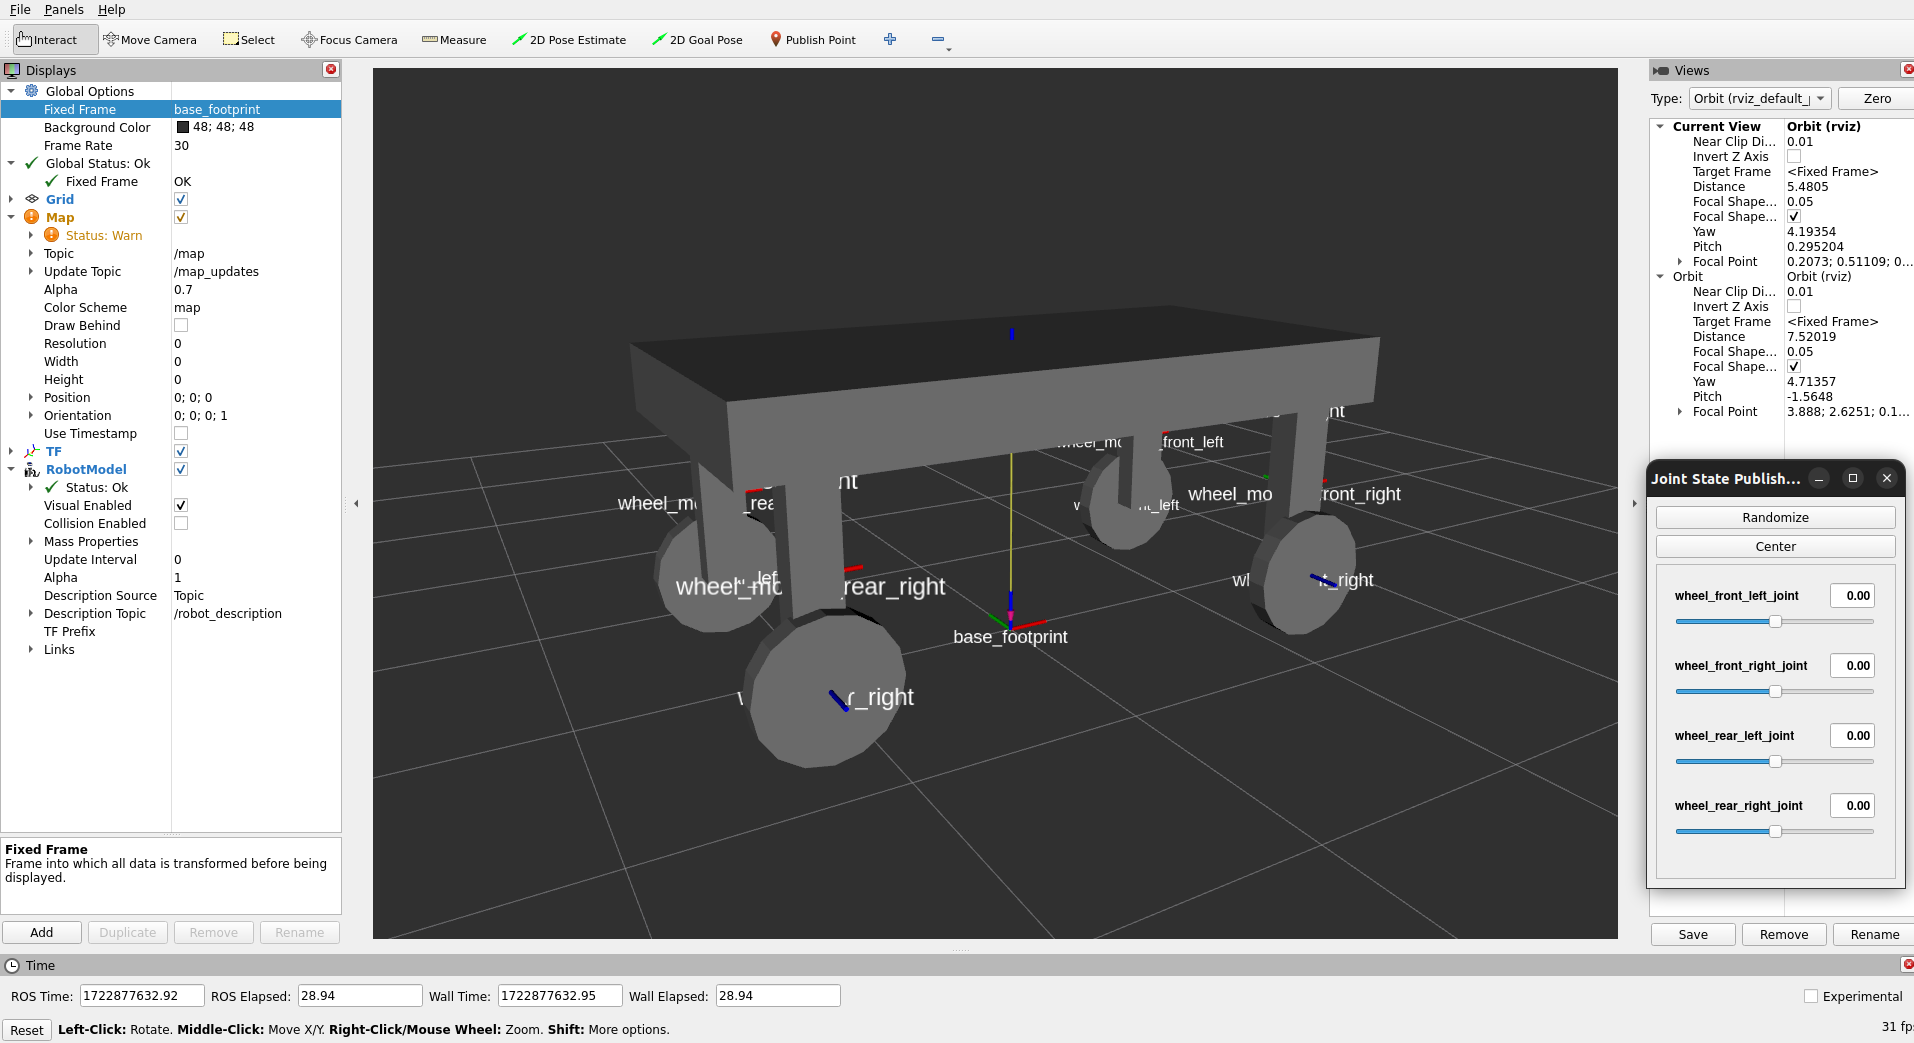 File Panels Help
Interact Move Camera Select Focus Camera Measure 2D Pose Estimate 2D Goal Pose Publish Point
Displays
Global Options
Fixed Frame base_footprint
Background Color 48; 48; 48
Frame Rate 30
Global Status: Ok
Fixed Frame OK
Grid
Map
Status: Warn
Topic /map
Update Topic /map_updates
Alpha 0.7
Color Scheme map
Draw Behind
Resolution 0
Width 0
Height 0
Position 0; 0; 0
Orientation 0; 0; 0; 1
Use Timestamp
TF
RobotModel
Status: Ok
Visual Enabled
Collision Enabled
Mass Properties
Update Interval 0
Alpha 1
Description Source Topic
Description Topic /robot_description
TF Prefix
Links
Fixed Frame
Frame into which all data is transformed before being
displayed.
Add Duplicate Remove Rename
_front_left
wheel_mo ront_right
_left
_right
rear_right
r_right
base_footprint
Views
Type: Orbit (rviz_default_ Zero
Current View Orbit (rviz)
Near Clip Di... 0.01
Invert Z Axis
Target Frame <Fixed Frame>
Distance 5.4805
Focal Shape... 0.05
Focal Shape...
Yaw 4.19354
Pitch 0.295204
Focal Point 0.2073; 0.51109; 0...
Orbit Orbit (rviz)
Near Clip Di... 0.01
Invert Z Axis
Target Frame <Fixed Frame>
Distance 7.52019
Focal Shape... 0.05
Focal Shape...
Yaw 4.71357
Pitch -1.5648
Focal Point 3.888; 2.6251; 0.1...
Joint State Publish...
Randomize
Center
wheel_front_left_joint 0.00
wheel_front_right_joint 0.00
wheel_rear_left_joint 0.00
wheel_rear_right_joint 0.00
Save Remove Rename
Time
ROS Time: 1722877632.92 ROS Elapsed: 28.94 Wall Time: 1722877632.95 Wall Elapsed: 28.94 Experimental
Reset Left-Click: Rotate. Middle-Click: Move X/Y. Right-Click/Mouse Wheel: Zoom. Shift: More options. 31 fp